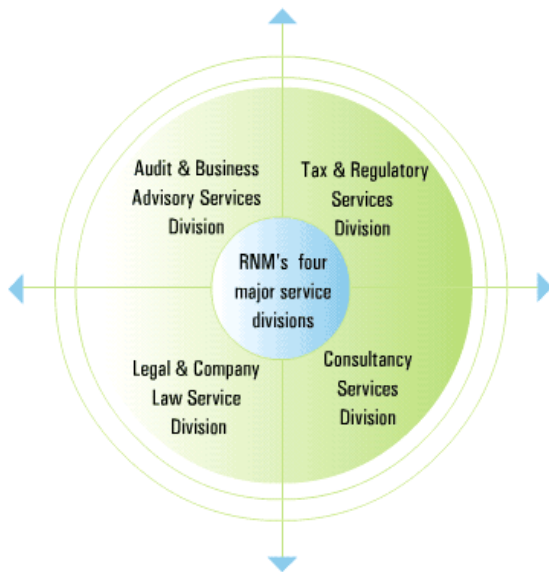 Audit & Business
Advisory Services
Division
Tax & Regulatory
Services
Division
RNM's four
major service
divisions
Legal & Company
Law Service
Division
Consultancy
Services
Division